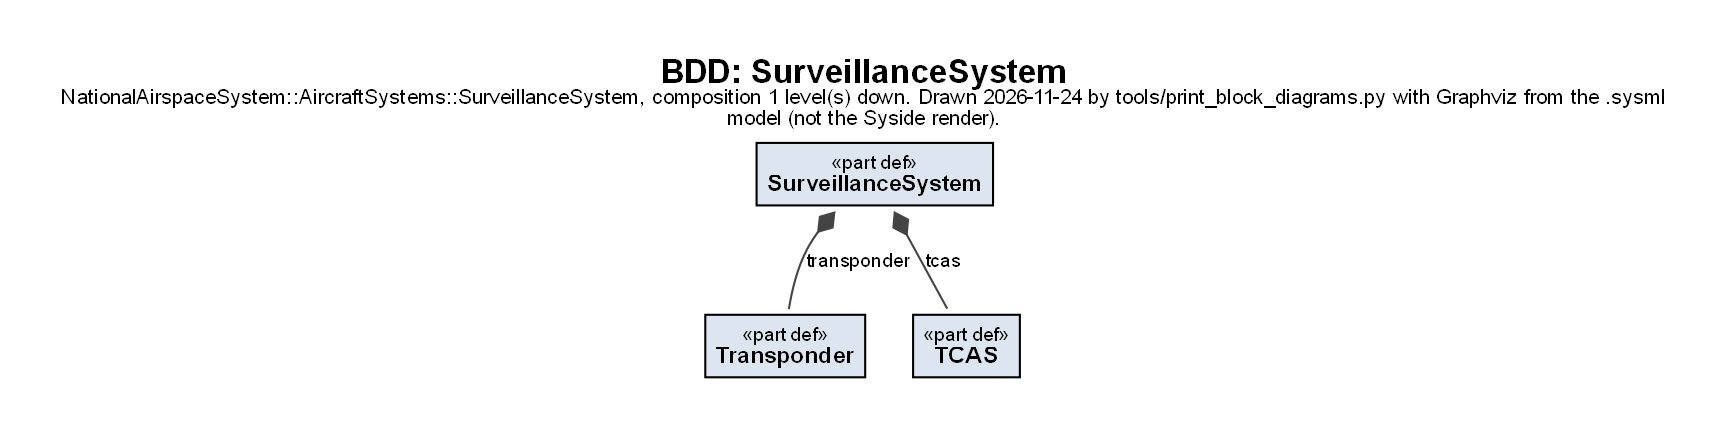 BDD: SurveillanceSystem
NationalAirspaceSystem::AircraftSystems::SurveillanceSystem, composition 1 level(s) down. Drawn 2026-11-24 by tools/print_block_diagrams.py with Graphviz from the .sysml
model (not the Syside render).
«part def»
SurveillanceSystem
transponder
tcas
«part def»
Transponder
«part def»
TCAS